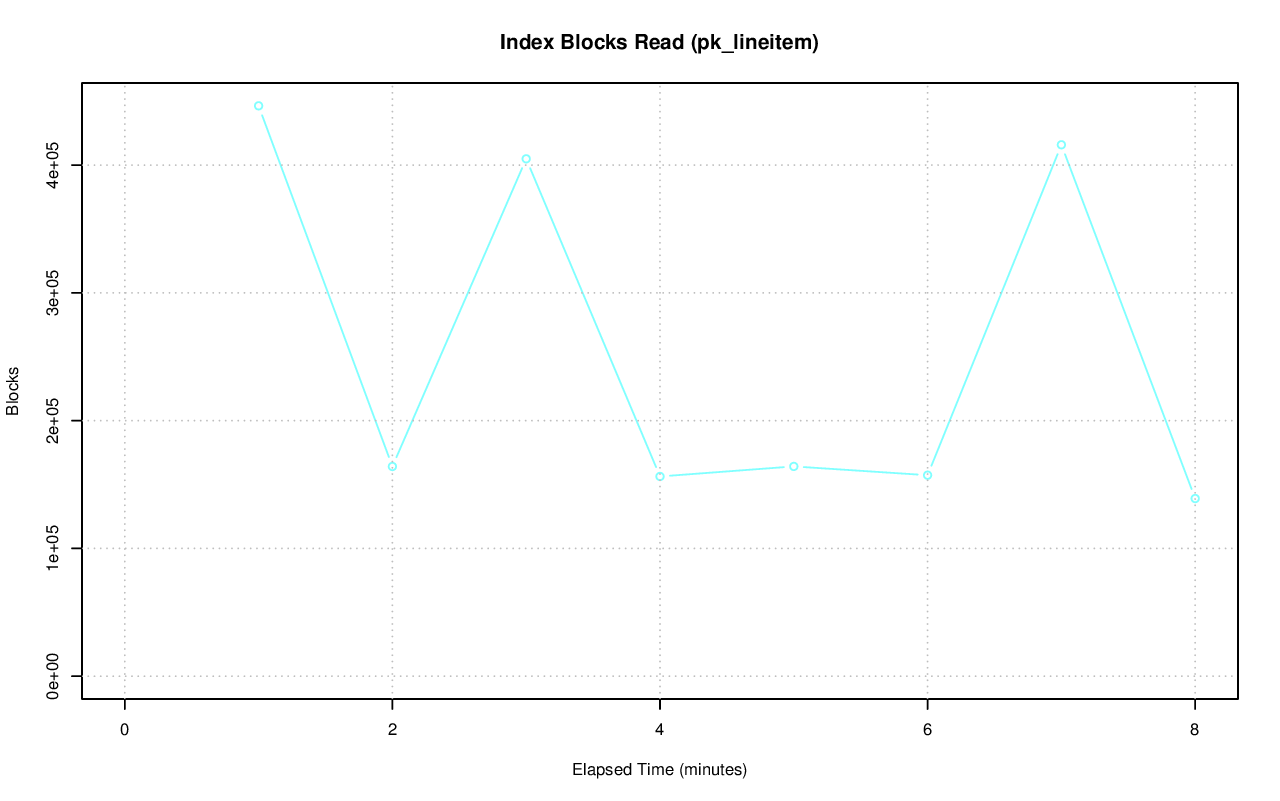 Index Blocks Read (pk_lineitem)
Blocks
4e+05
3e+05
2e+05
1e+05
0e+00
0 2 4 6 8
Elapsed Time (minutes)